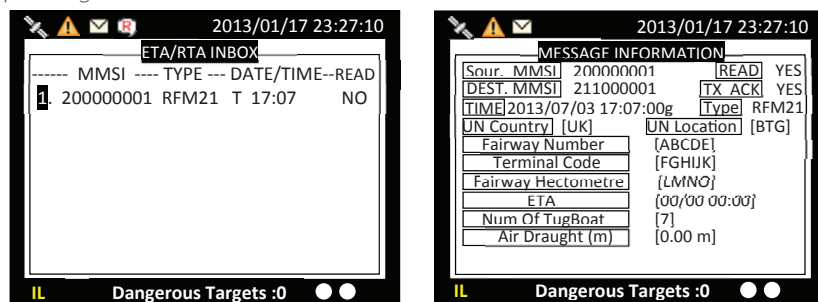 2013/01/17 23:27:10
ETA/RTA INBOX
------ MMSI ---- TYPE --- DATE/TIME--READ
1. 200000001 RFM21 T 17:07 NO
IL Dangerous Targets :0
2013/01/17 23:27:10
MESSAGE INFORMATION
Sour. MMSI 200000001 READ YES
DEST. MMSI 211000001 TX ACK YES
TIME 2013/07/03 17:07:00g Type RFM21
UN Country [UK] UN Location [BTG]
Fairway Number [ABCDE]
Terminal Code [FGHIJK]
Fairway Hectometre [LMNO]
ETA [00/00 00:00]
Num Of TugBoat [7]
Air Draught (m) [0.00 m]
IL Dangerous Targets :0